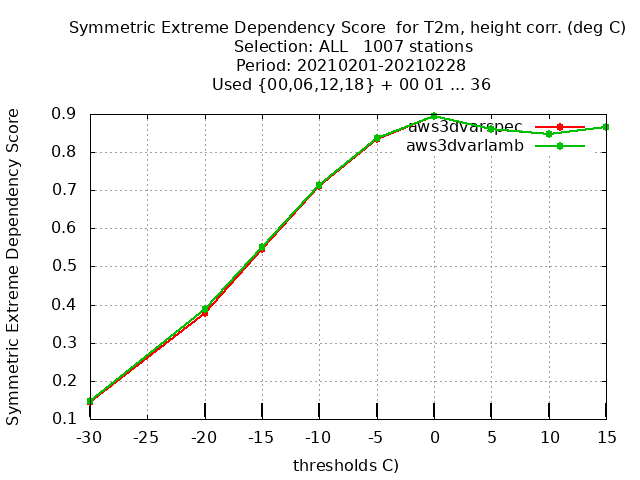 Symmetric Extreme Dependency Score  for T2m, height corr. (deg C)
Selection: ALL   1007 stations
Period: 20210201-20210228
Used {00,06,12,18} + 00 01 ... 36
Symmetric Extreme Dependency Score
0.9
0.8
0.7
0.6
0.5
0.4
0.3
0.2
0.1
aws3dvarspec
aws3dvarlamb
-30 -25 -20 -15 -10 -5 0 5 10 15
thresholds C)